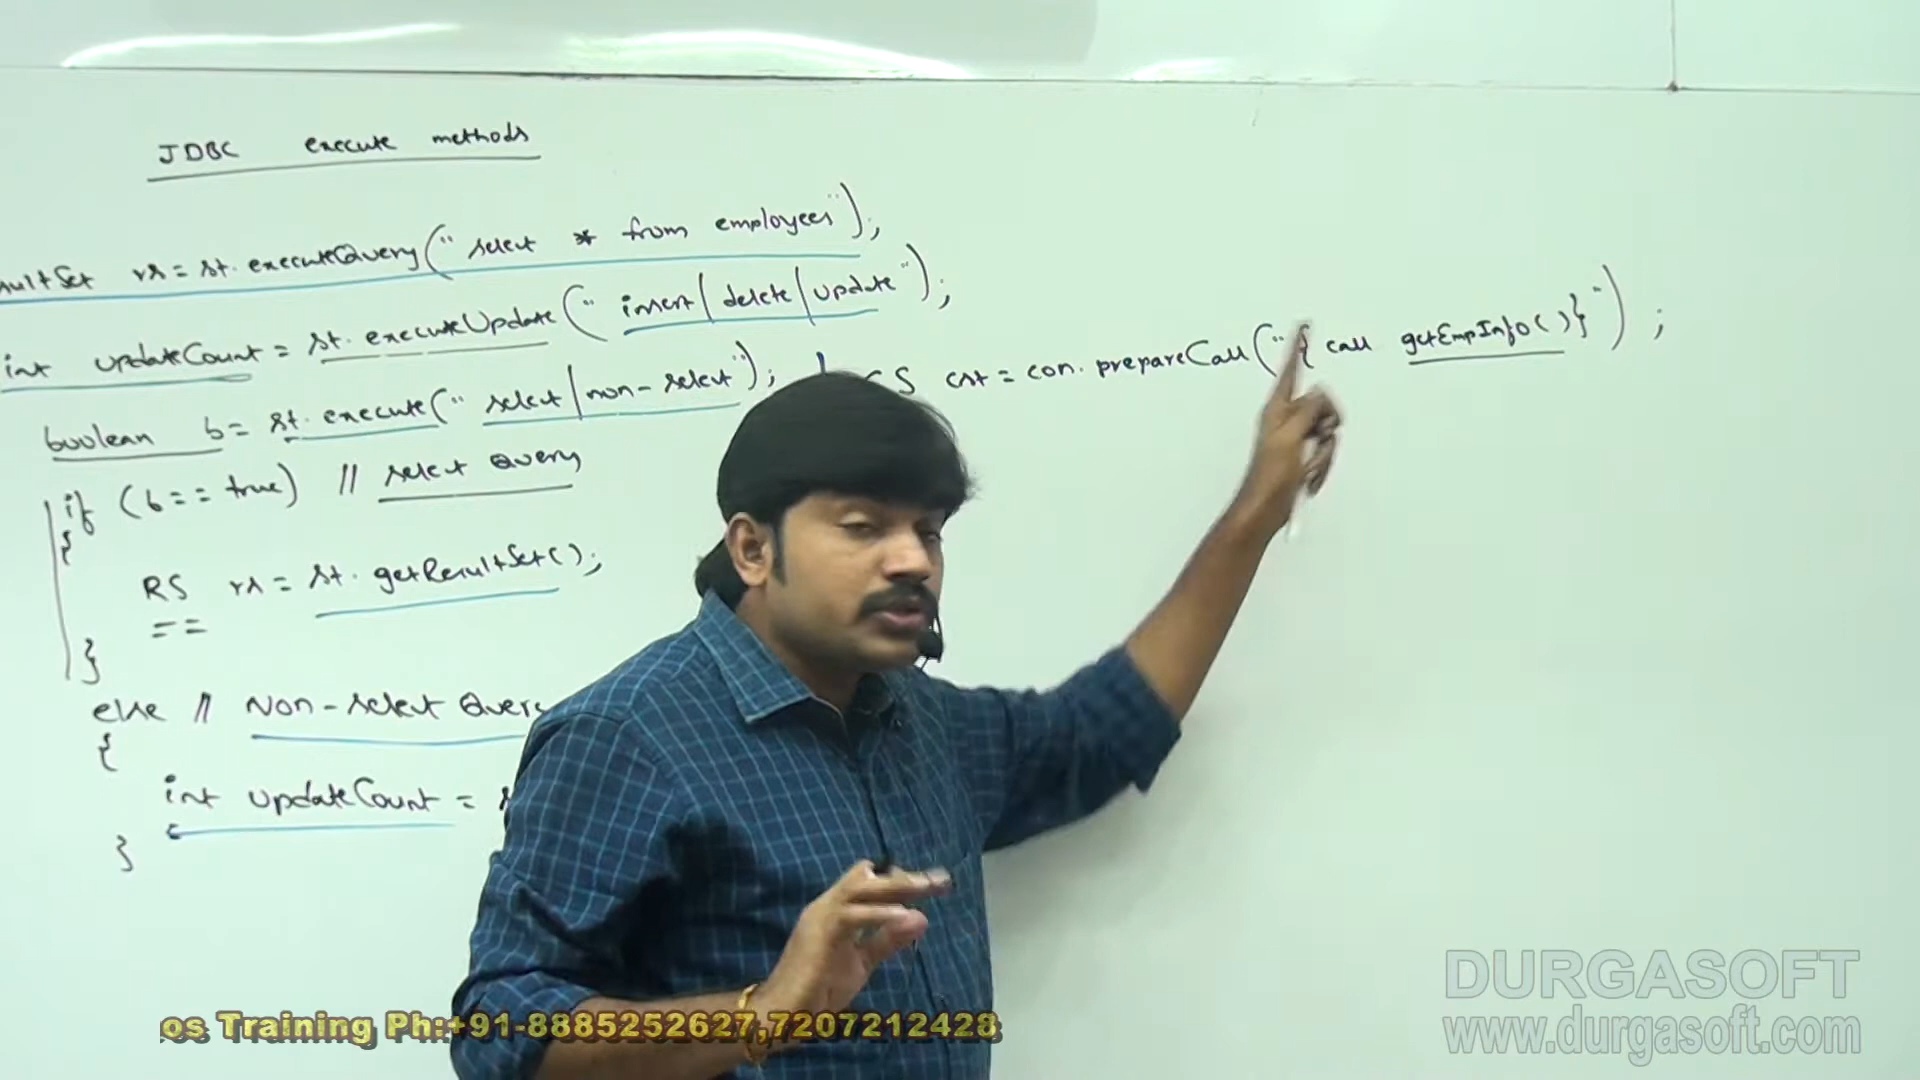 JDBC execute methods
ultSet rs = st.executeQuery("select * from employees");
int updateCount = st.executeUpdate("insert/delete/update");
boolean b = st.execute("select/non-select");
CS cst = con.prepareCall("{call getEmpInfo()}");
if (b == true) // select Query
{
RS rs = st.getResultSet();
}
else // Non-select Query
{
int updateCount =
}
os Training Ph:+91-8885252627,7207212428
DURGASOFT
www.durgasoft.com